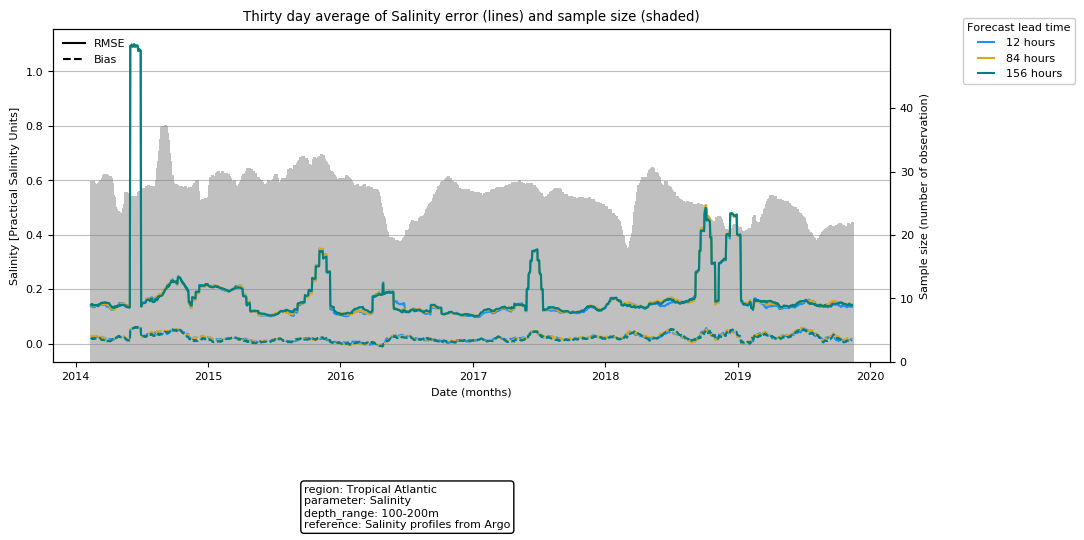 Thirty day average of Salinity error (lines) and sample size (shaded)
Forecast lead time
12 hours
84 hours
156 hours
RMSE
Bias
Salinity [Practical Salinity Units]
1.0
0.8
0.6
0.4
0.2
0.0
Sample size (number of observation)
40
30
20
10
0
2014 2015 2016 2017 2018 2019 2020
Date (months)
region: Tropical Atlantic
parameter: Salinity
depth_range: 100-200m
reference: Salinity profiles from Argo